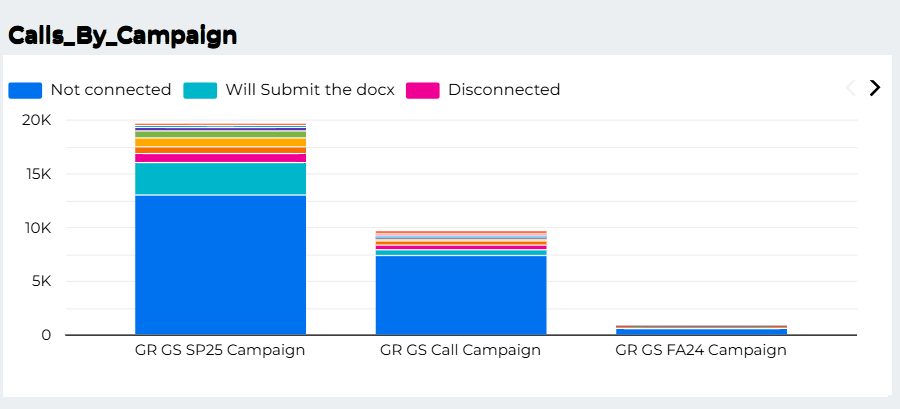 Calls_By_Campaign
Not connected Will Submit the docx Disconnected
20K
15K
10K
5K
0
GR GS SP25 Campaign GR GS Call Campaign GR GS FA24 Campaign